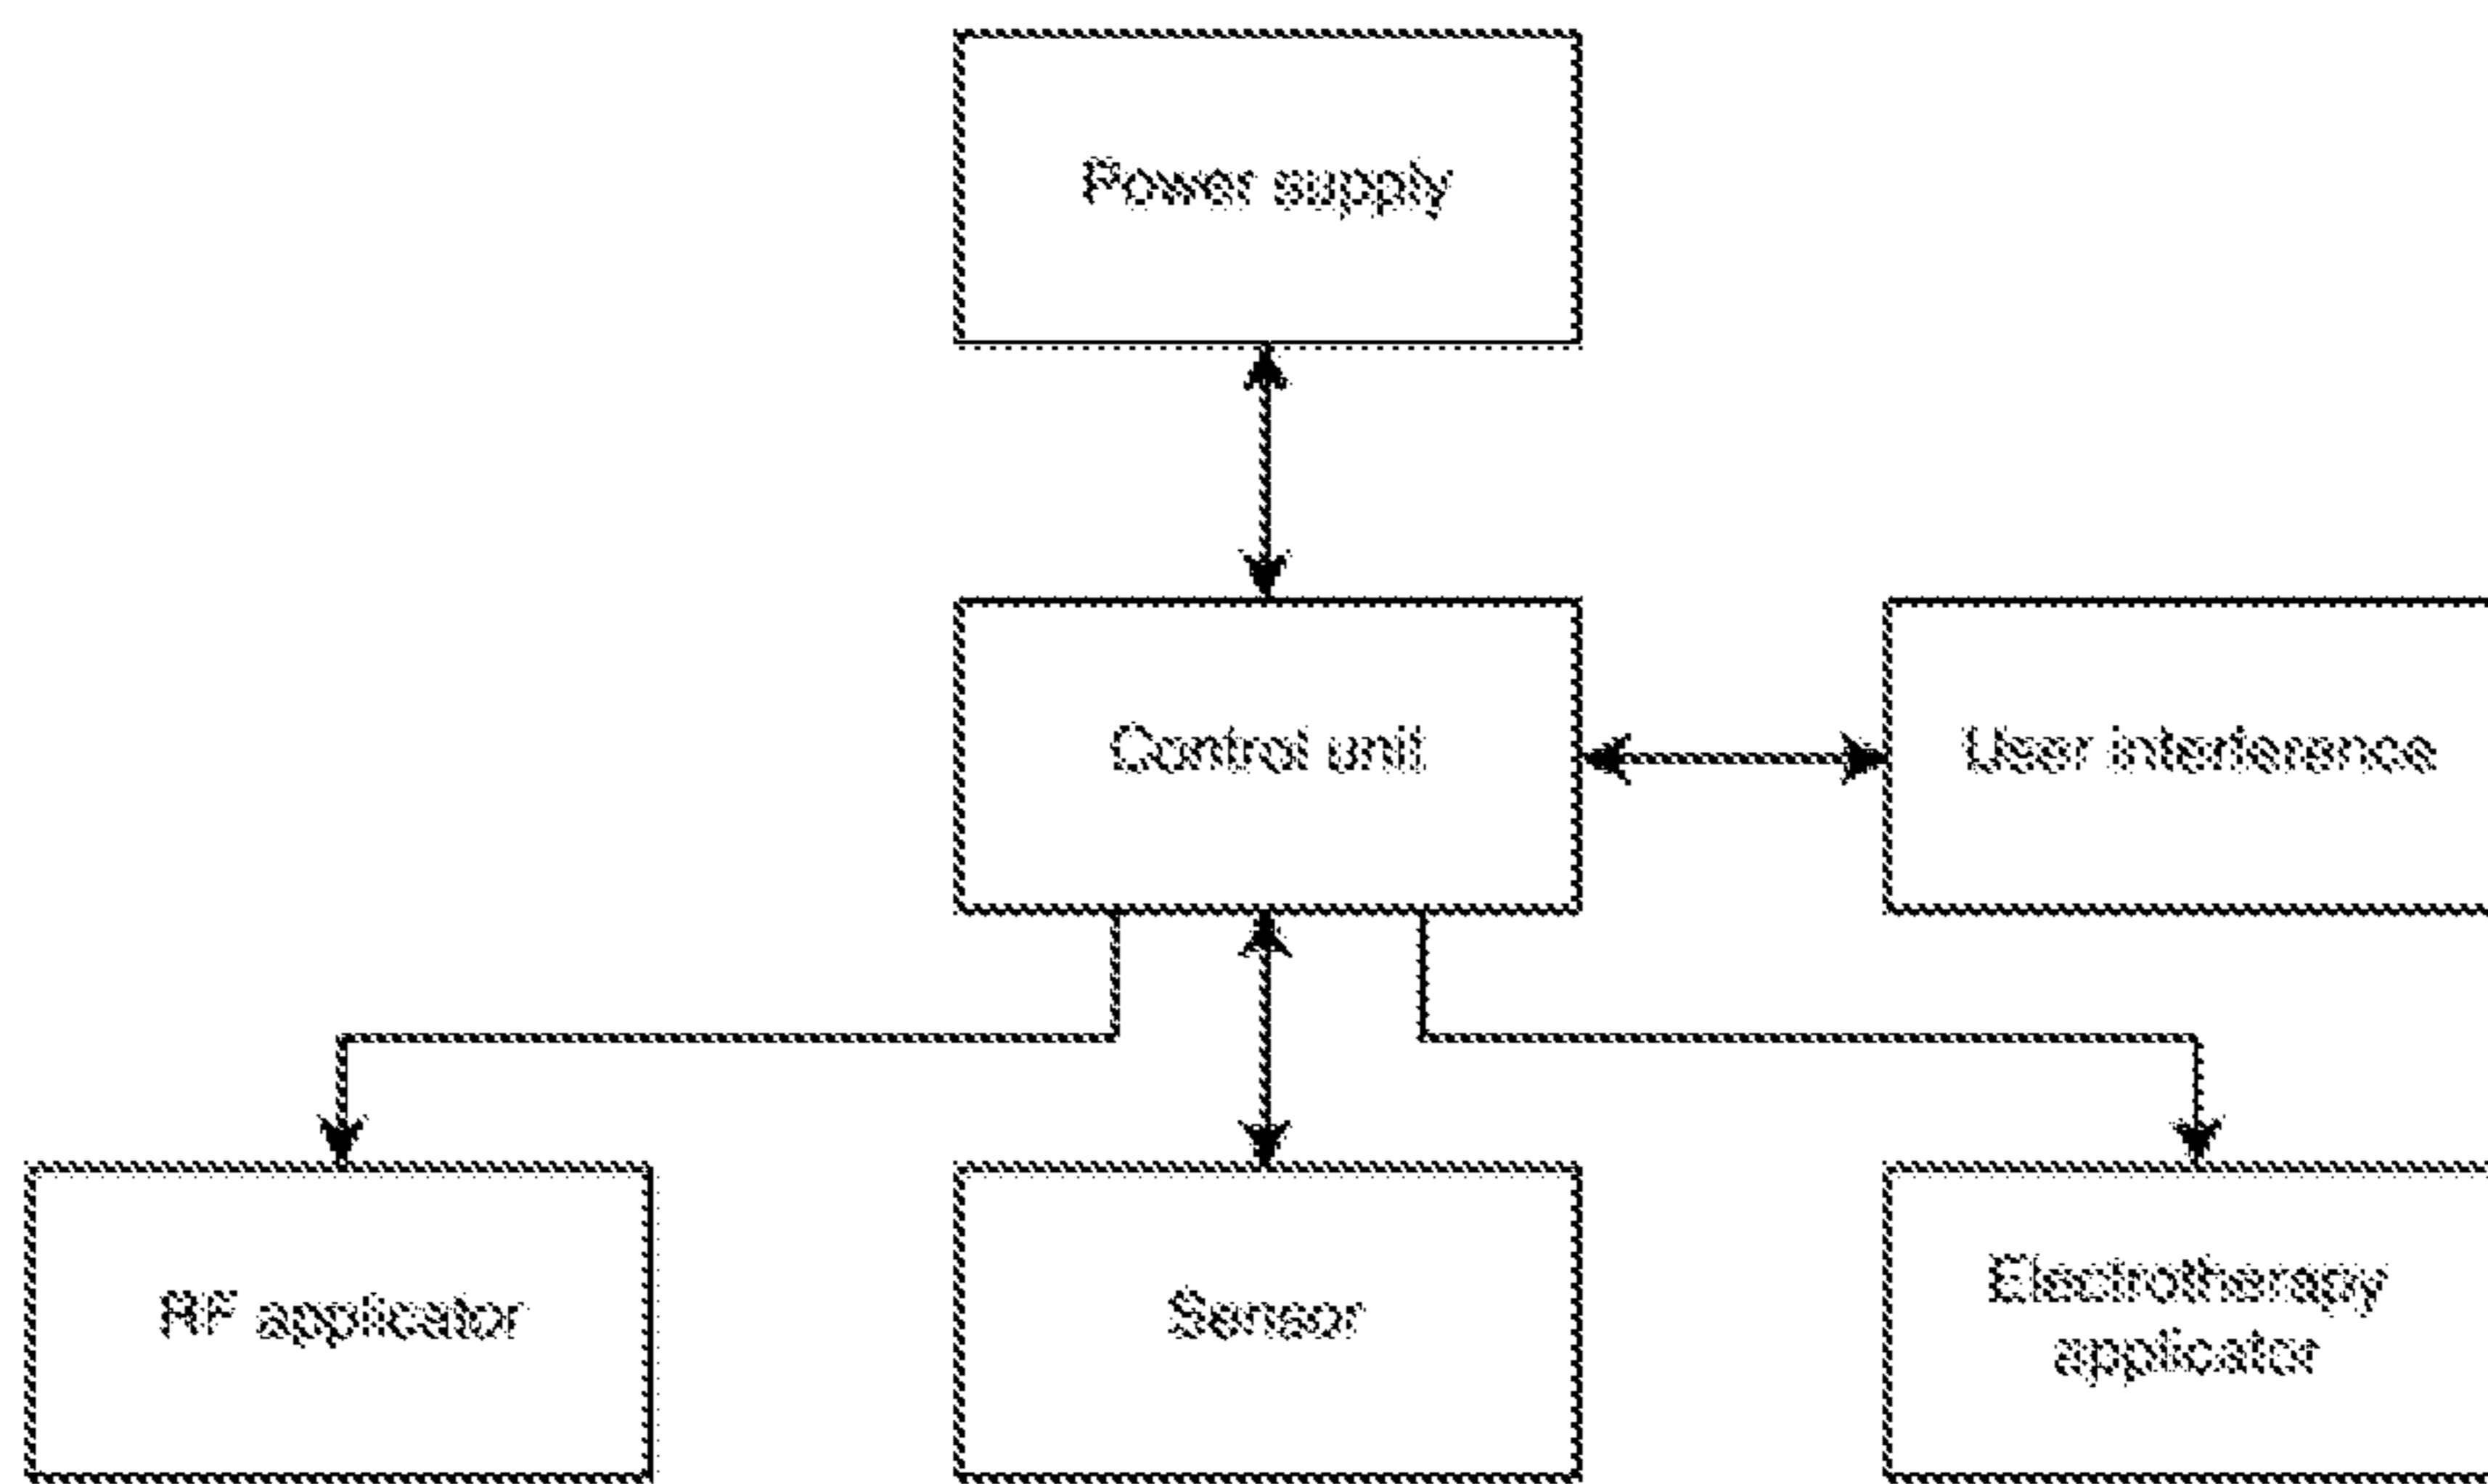 Power supply
Control unit
User interference
RF applicator
Sensor
Electrotherapy
applicator